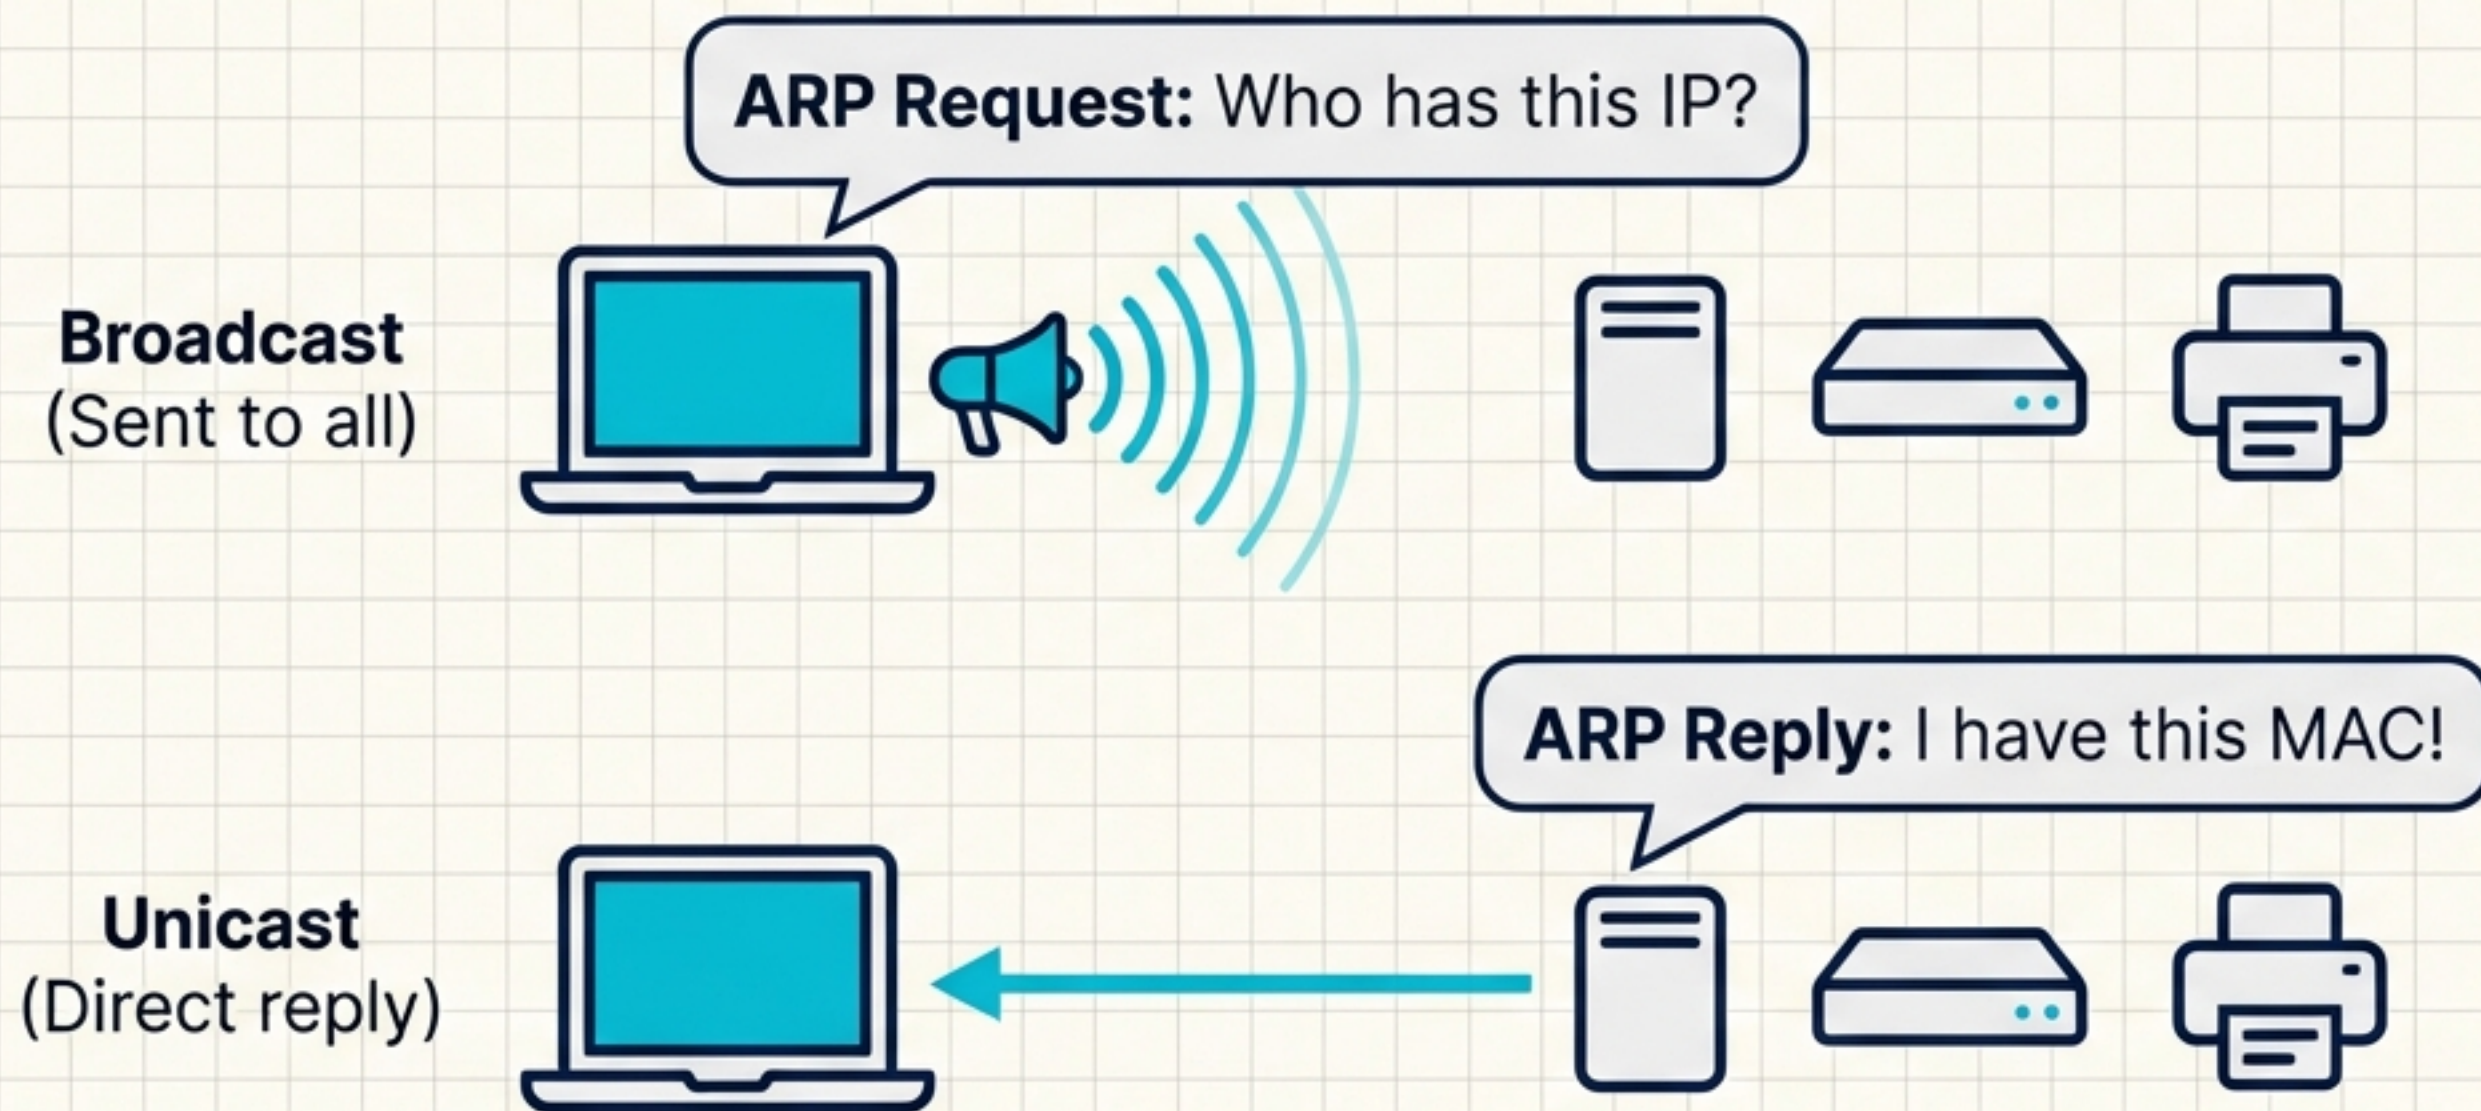 ARP Request: Who has this IP?
Broadcast
(Sent to all)
ARP Reply: I have this MAC!
Unicast
(Direct reply)